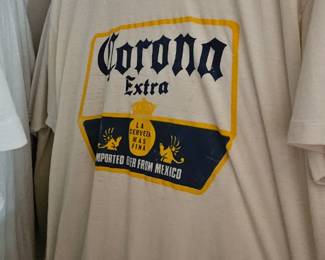 Corona
Extra
LA
CERVEZA
MAS
FINA
IMPORTED BEER FROM MEXICO